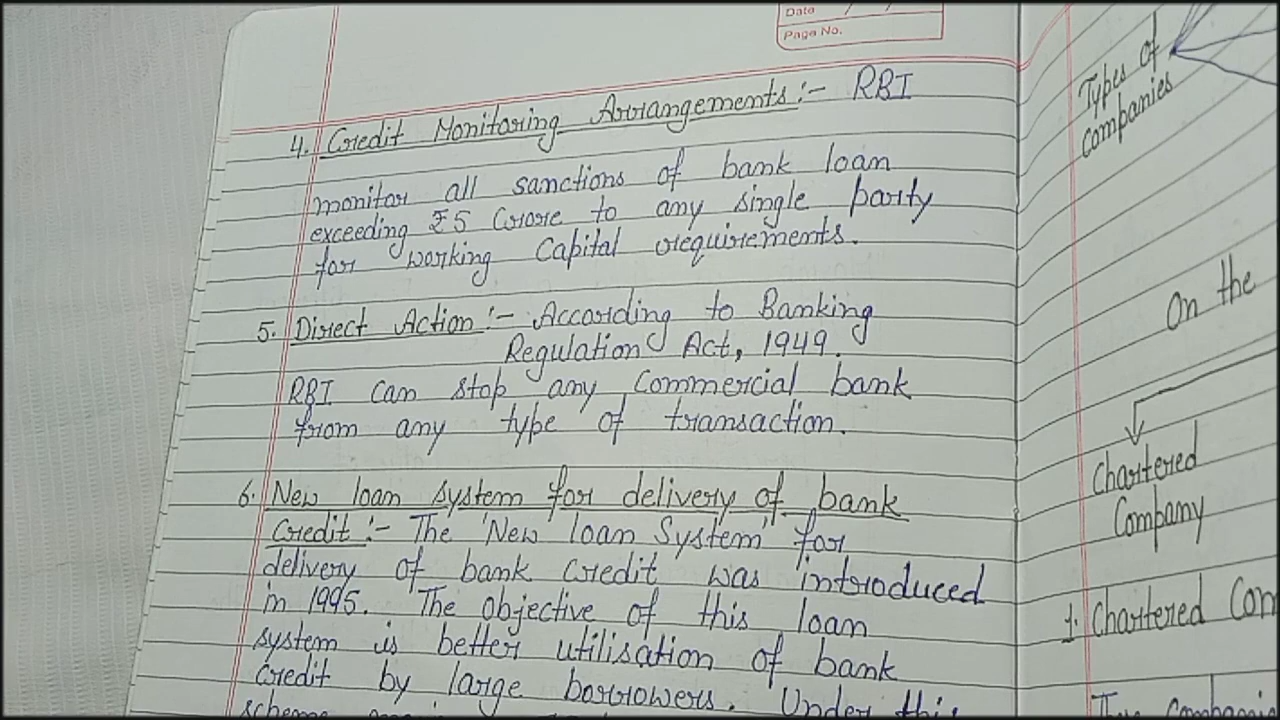 Date / /
Page No.
4. Credit Monitoring Arrangements :- RBI
monitor all sanctions of bank loan
exceeding ₹5 Crore to any single party
for working Capital requirements.
5. Direct Action :- According to Banking
Regulation Act, 1949.
RBI Can stop any Commercial bank
from any type of transaction.
6. New loan system for delivery of bank
Credit :- The 'New loan System' for
delivery of bank Credit was introduced
in 1995. The objective of this loan
system is better utilisation of bank
Credit by large borrowers. Under this
scheme
Types of
companies
On the
Chartered
Company
1. Chartered Com